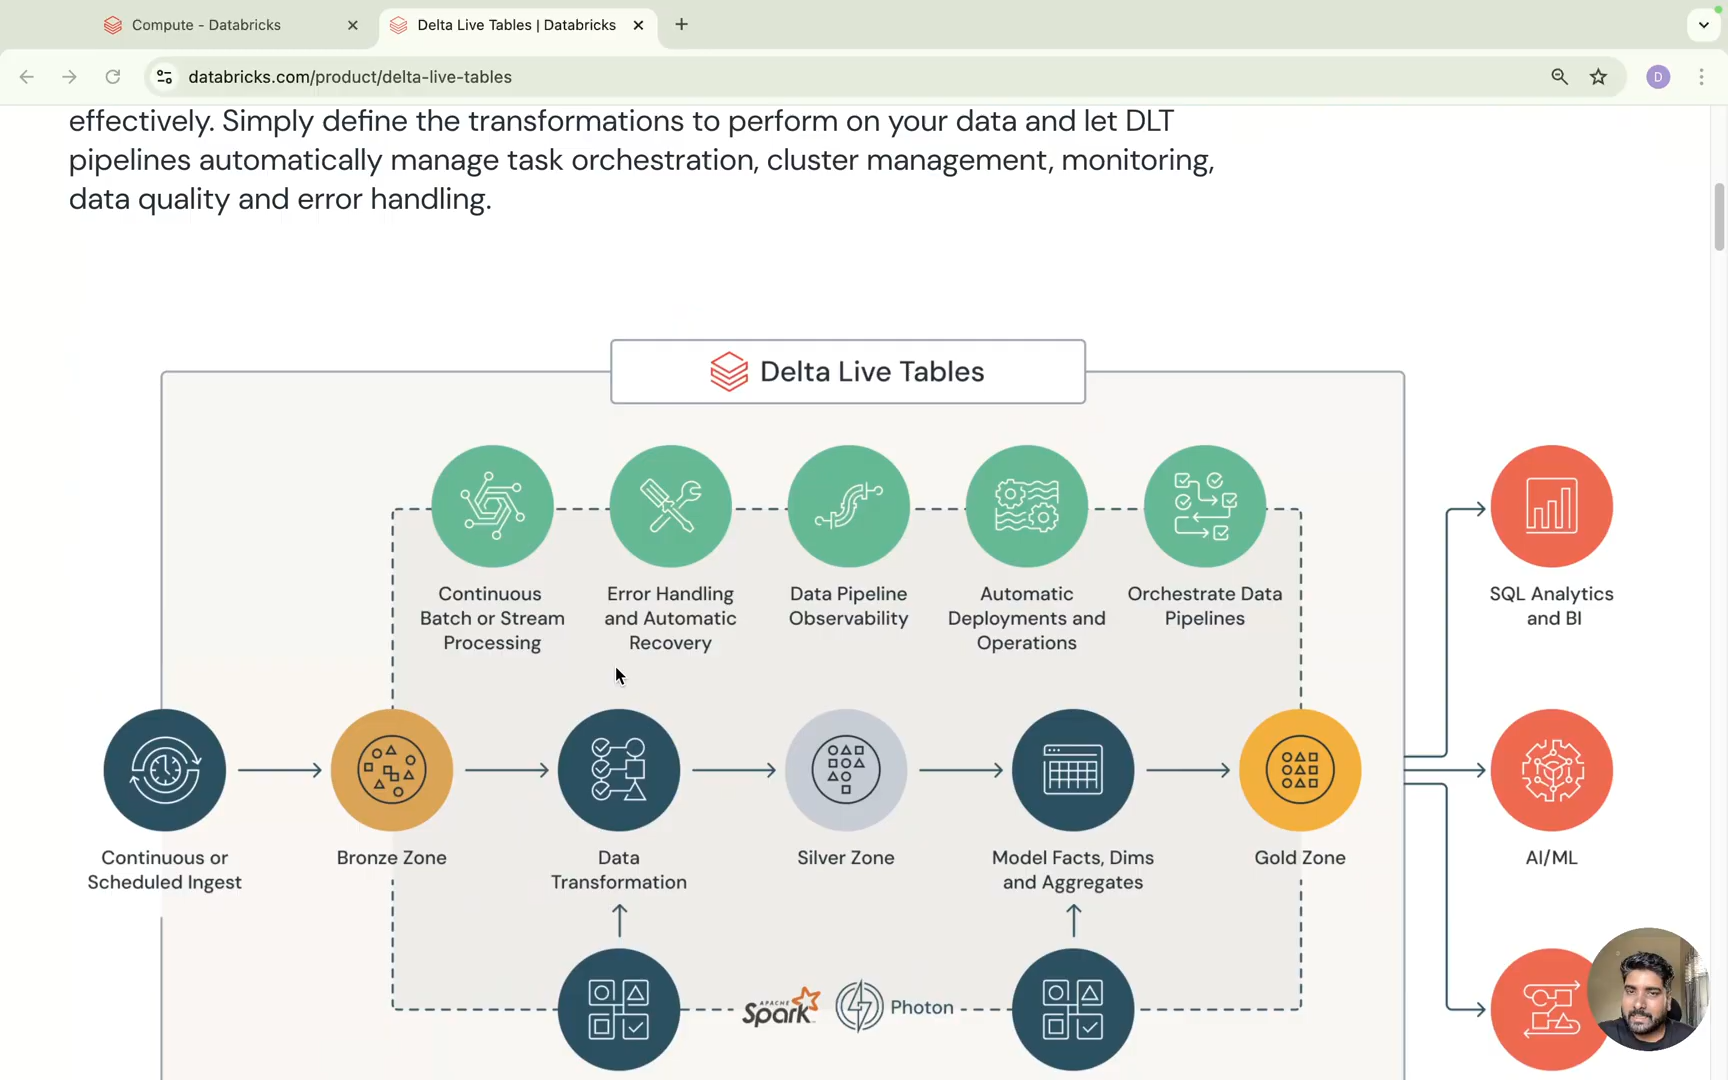 Compute - Databricks
Delta Live Tables | Databricks
databricks.com/product/delta-live-tables
D
effectively. Simply define the transformations to perform on your data and let DLT
pipelines automatically manage task orchestration, cluster management, monitoring,
data quality and error handling.
Delta Live Tables
Continuous
Batch or Stream
Processing
Error Handling
and Automatic
Recovery
Data Pipeline
Observability
Automatic
Deployments and
Operations
Orchestrate Data
Pipelines
SQL Analytics
and BI
Continuous or
Scheduled Ingest
Bronze Zone
Data
Transformation
Silver Zone
Model Facts, Dims
and Aggregates
Gold Zone
AI/ML
APACHE
Spark
Photon